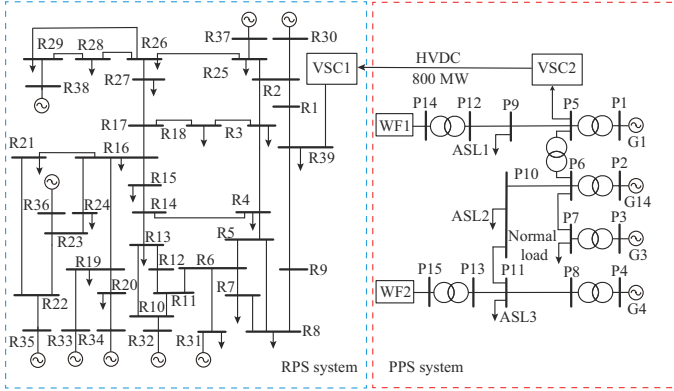 R29
R28
R26
R37
R30
R27
R25
R38
R2
R1
R17
R18
R3
R39
R21
R16
R15
R14
R4
R36
R24
R23
R13
R5
R12
R6
R9
R19
R20
R11
R7
R22
R10
R8
R35
R33
R34
R32
R31
RPS system
VSC1
HVDC
800 MW
VSC2
P14
P12
P9
P5
P1
WF1
G1
ASL1
P6
P2
P10
G14
ASL2
P7
P3
Normal
load
G3
P15
P13
P11
P8
P4
WF2
G4
ASL3
PPS system